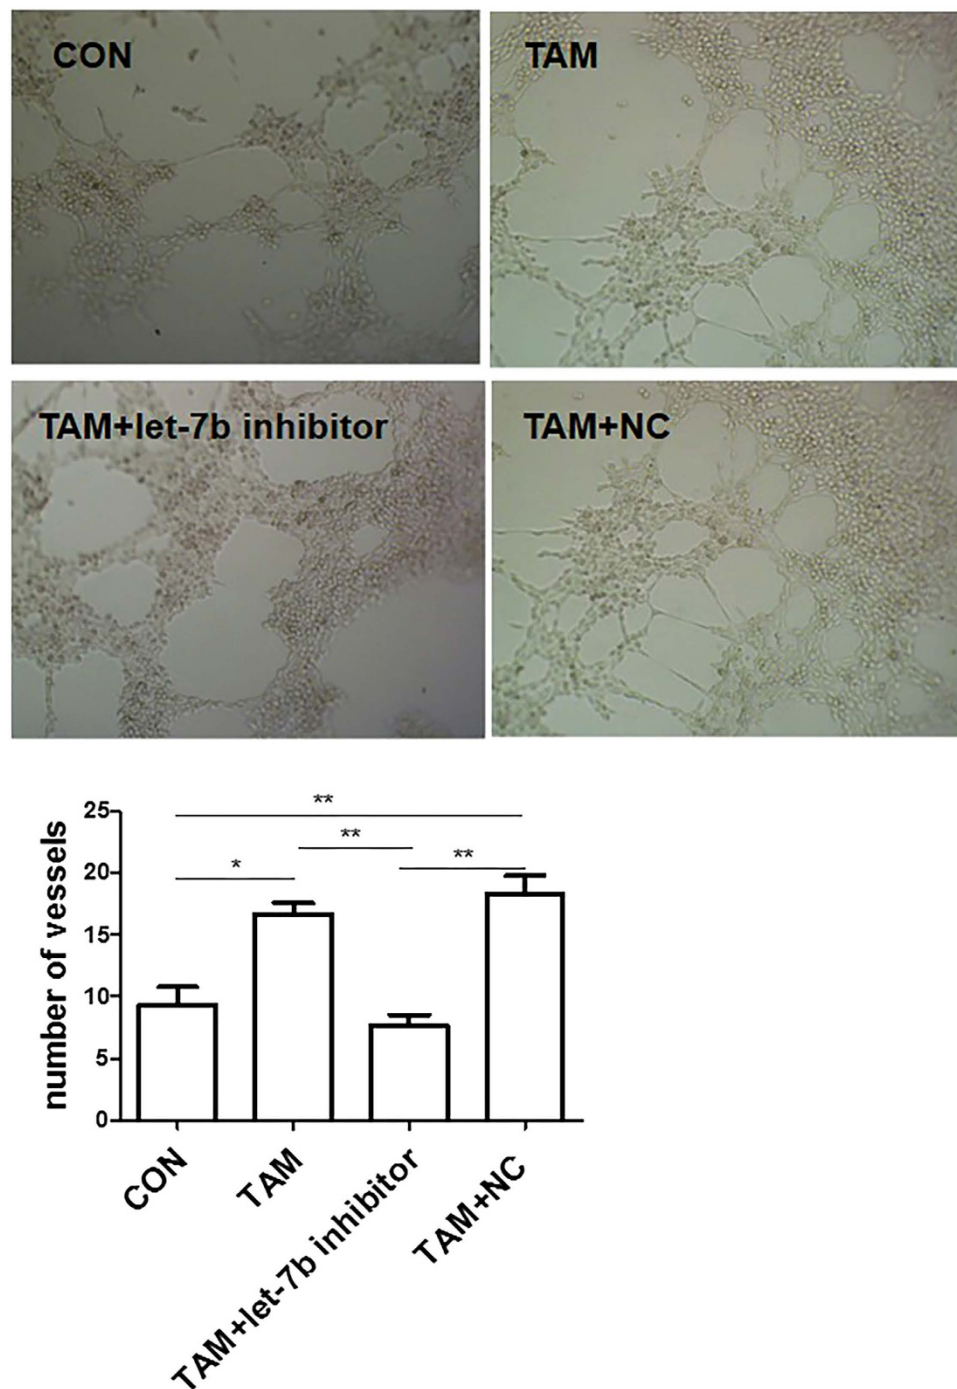 CON
TAM
TAM+let-7b inhibitor
TAM+NC
number of vessels
25
20
15
10
5
0
**
**
**
*
CON
TAM
TAM+let-7b inhibitor
TAM+NC